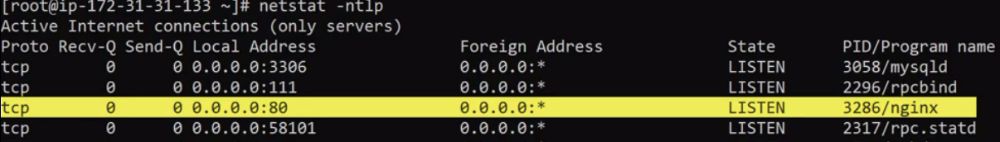 [root@ip-172-31-31-133 ~]# netstat -ntlp
Active Internet connections (only servers)
Proto Recv-Q Send-Q Local Address           Foreign Address         State       PID/Program name
tcp        0      0 0.0.0.0:3306            0.0.0.0:*               LISTEN      3058/mysqld
tcp        0      0 0.0.0.0:111             0.0.0.0:*               LISTEN      2296/rpcbind
tcp        0      0 0.0.0.0:80              0.0.0.0:*               LISTEN      3286/nginx
tcp        0      0 0.0.0.0:58101           0.0.0.0:*               LISTEN      2317/rpc.statd